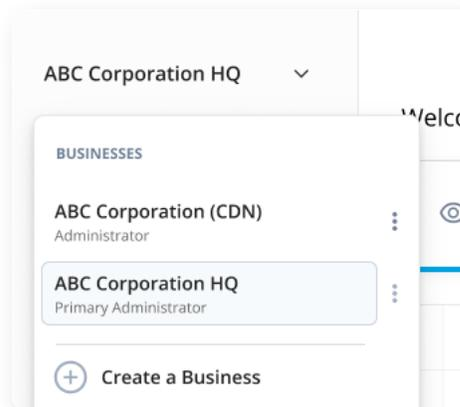 ABC Corporation HQ
BUSINESSES
ABC Corporation (CDN)
Administrator
ABC Corporation HQ
Primary Administrator
Create a Business